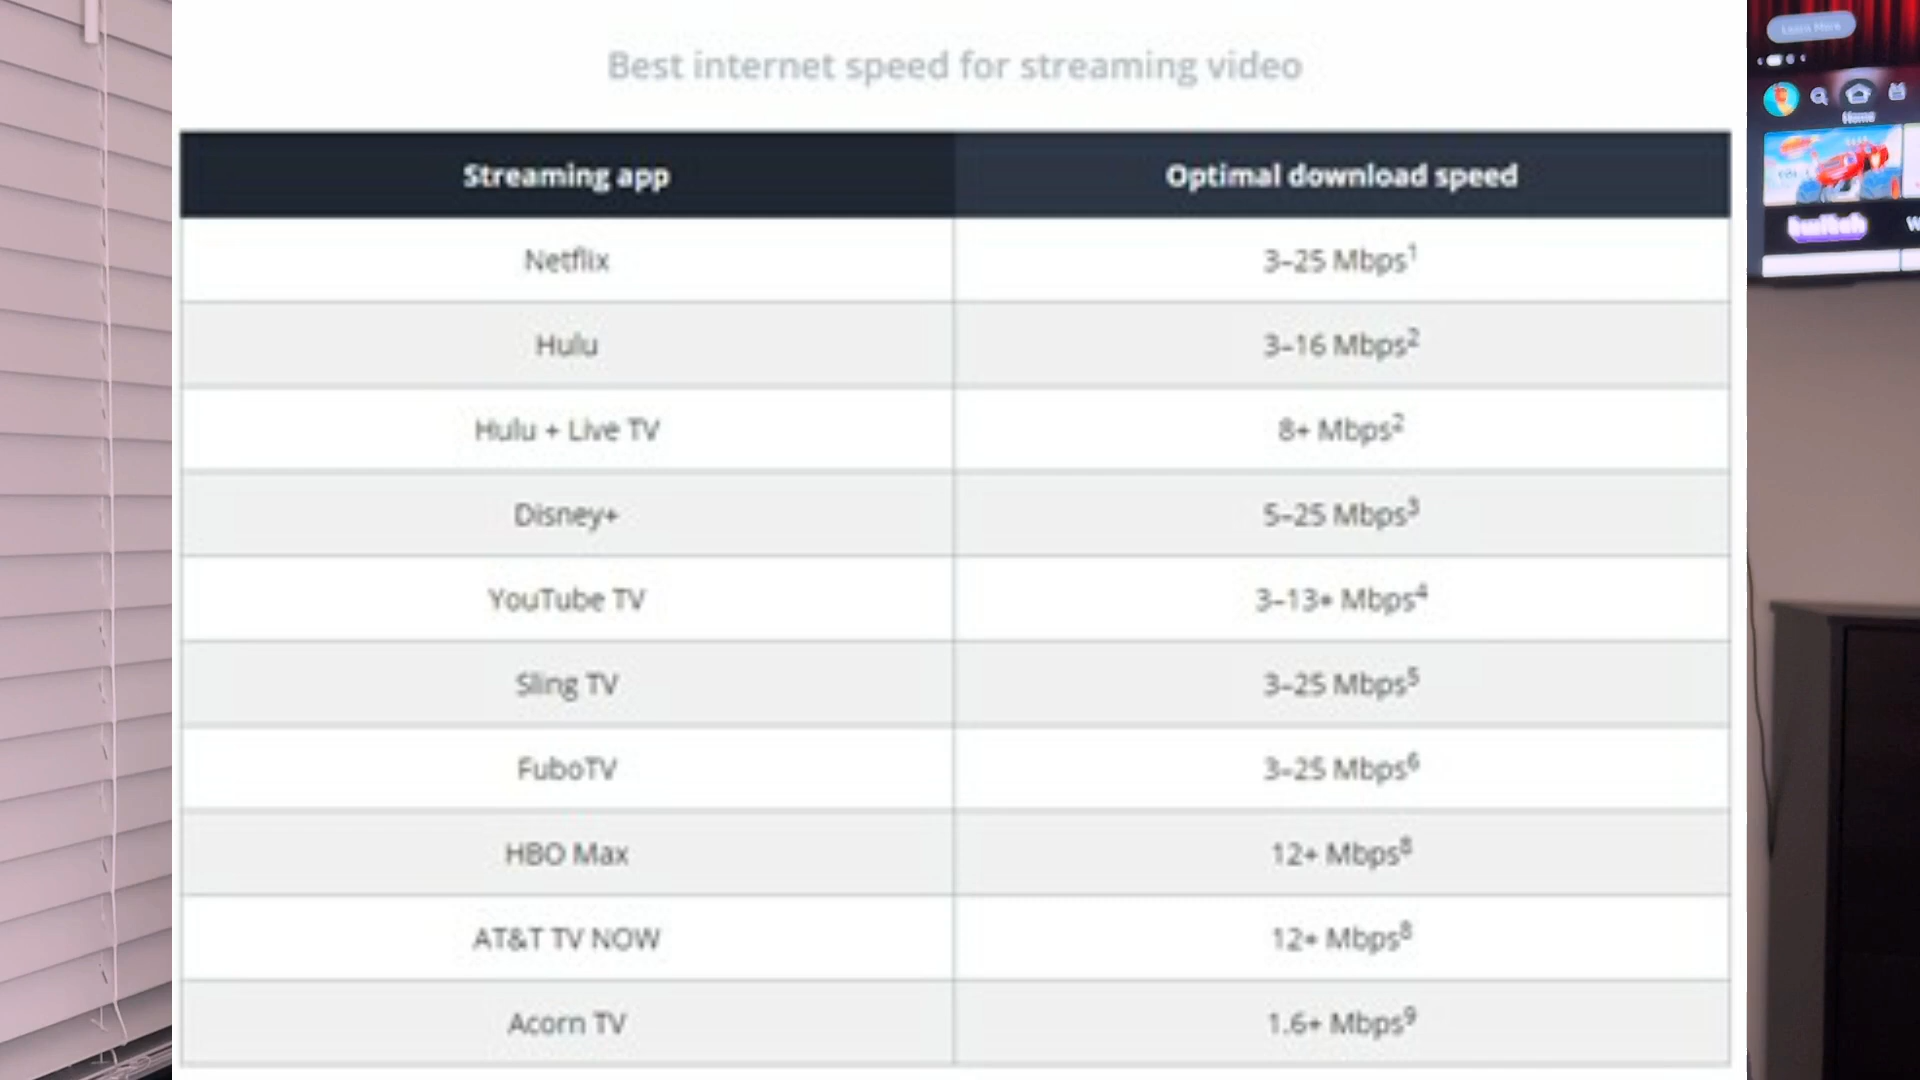 Best internet speed for streaming video
Streaming app Optimal download speed
Netflix 3–25 Mbps¹
Hulu 3–16 Mbps²
Hulu + Live TV 8+ Mbps²
Disney+ 5–25 Mbps³
YouTube TV 3–13+ Mbps⁴
Sling TV 3–25 Mbps⁵
FuboTV 3–25 Mbps⁶
HBO Max 12+ Mbps⁸
AT&T TV NOW 12+ Mbps⁸
Acorn TV 1.6+ Mbps⁹
Learn More
Home
twitch